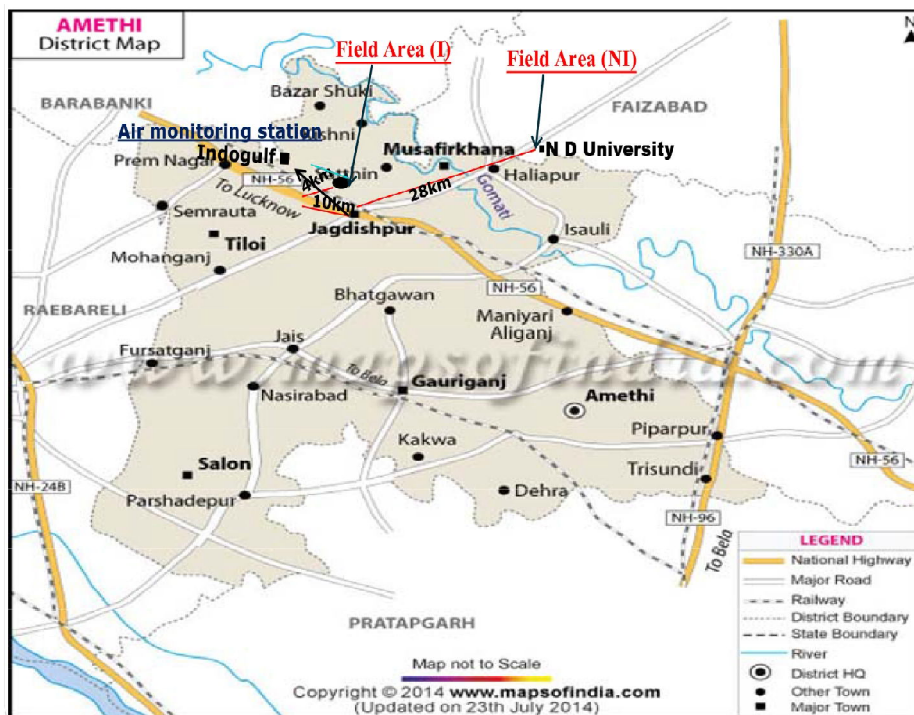 AMETHI
District Map
N
Field Area (I)
Field Area (NI)
BARABANKI
Bazar Shuki
FAIZABAD
Air monitoring station
Indogulf
Prem Nagar
Musafirkhana
N D University
NH-56
4km
Haliapur
To Lucknow
10km
28km
Gomati
Semrauta
Jagdishpur
Tiloi
Isauli
Mohanganj
NH-330A
NH-56
RAEBARELI
Bhatgawan
Maniyari
Aliganj
Jais
Fursatganj
www.mapsofindia.com
To Bela
Gauriganj
Amethi
Nasirabad
Piparpur
Kakwa
Salon
Trisundi
NH-56
NH-24B
Parshadepur
Dehra
NH-96
To Bela
LEGEND
National Highway
Major Road
Railway
District Boundary
State Boundary
River
District HQ
Other Town
Major Town
PRATAPGARH
Map not to Scale
Copyright © 2014 www.mapsofindia.com
(Updated on 23th July 2014)